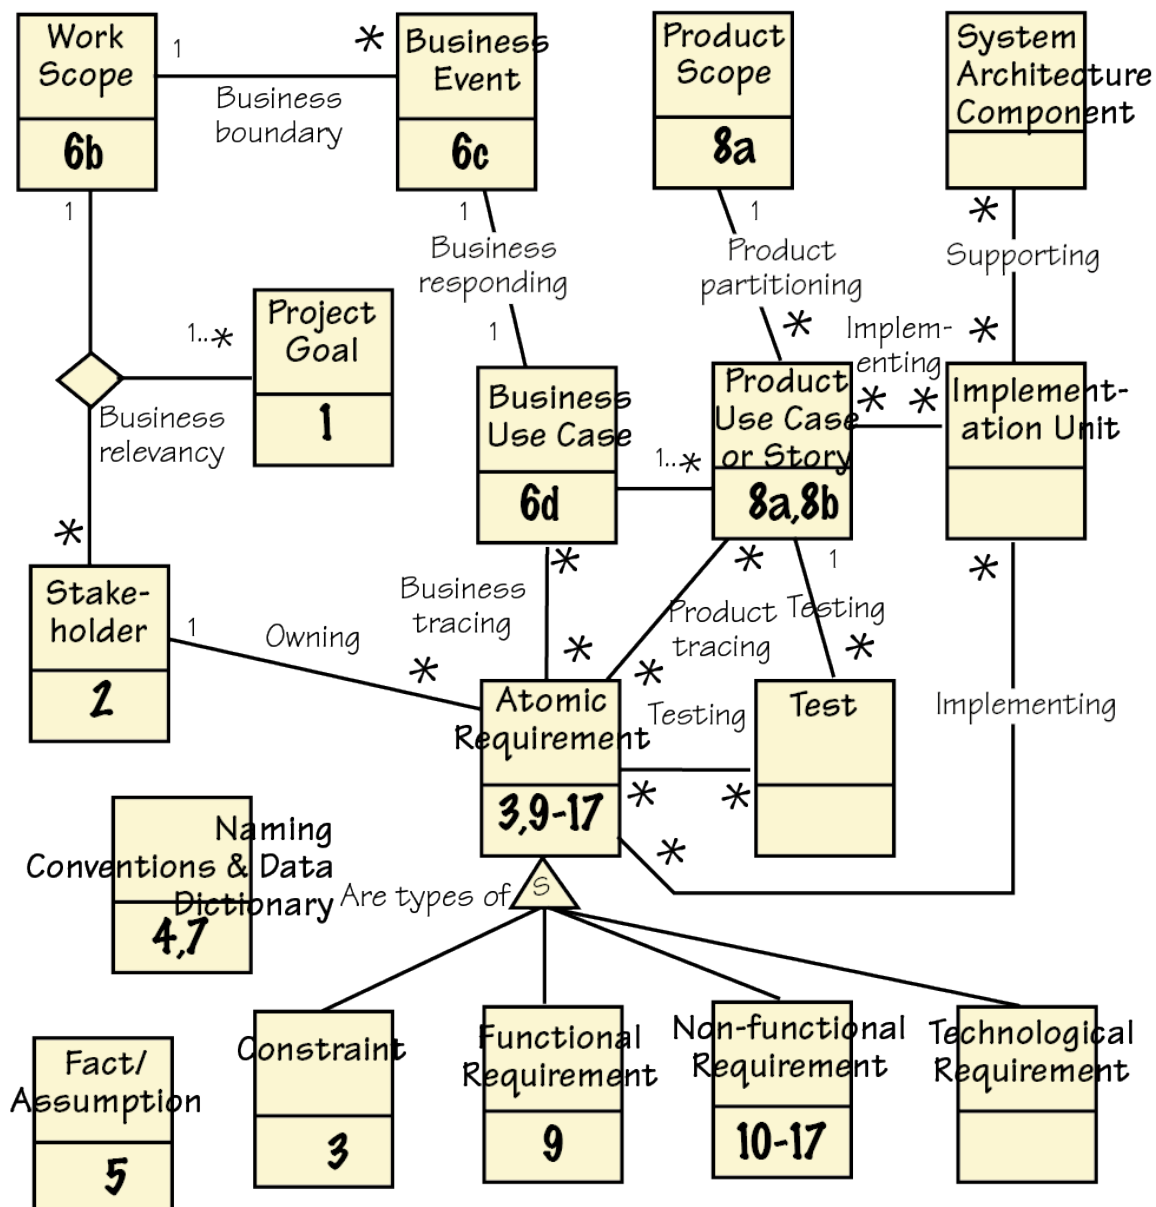 Work
Scope
6b
1
*
Business
boundary
Business
Event
6c
Product
Scope
8a
System
Architecture
Component
1
1
Business
responding
1
1
Product
partitioning
*
*
Supporting
*
Project
Goal
1
1..*
Business
relevancy
*
Business
Use Case
6d
1..*
Product
Use Case
or Story
8a,8b
Implem-
enting
*
*
Implement-
ation Unit
Stake-
holder
2
1
Owning
*
Business
tracing
*
*
*
Product
tracing
*
1
Testing
*
*
Implementing
Atomic
Requirement
3,9-17
Testing
*
*
*
Test
Naming
Conventions & Data
Dictionary
4,7
Are types of
S
Fact/
Assumption
5
Constraint
3
Functional
Requirement
9
Non-functional
Requirement
10-17
Technological
Requirement